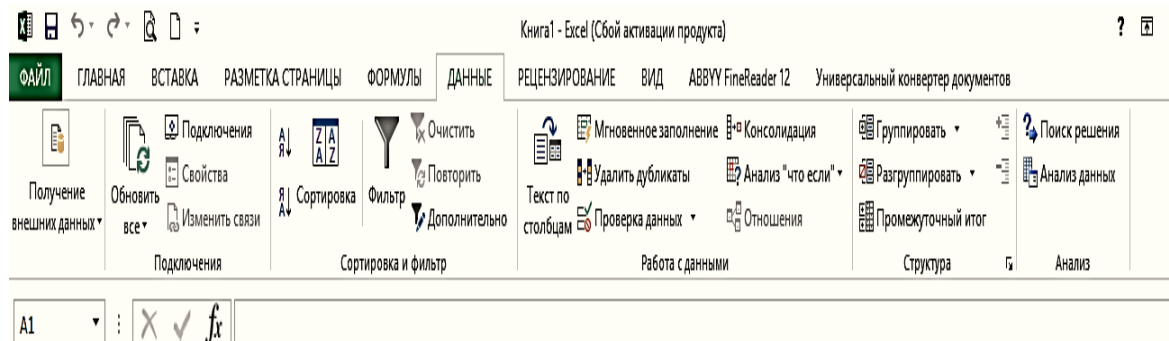 Книга1 - Excel (Сбой активации продукта)
ФАЙЛ ГЛАВНАЯ ВСТАВКА РАЗМЕТКА СТРАНИЦЫ ФОРМУЛЫ ДАННЫЕ РЕЦЕНЗИРОВАНИЕ ВИД ABBYY FineReader 12 Универсальный конвертер документов
Получение
внешних данных
Обновить
все
Подключения
Свойства
Изменить связи
Подключения
Сортировка
Фильтр
Очистить
Повторить
Дополнительно
Сортировка и фильтр
Текст по
столбцам
Мгновенное заполнение
Удалить дубликаты
Проверка данных
Консолидация
Анализ "что если"
Отношения
Работа с данными
Группировать
Разгруппировать
Промежуточный итог
Структура
Поиск решения
Анализ данных
Анализ
A1
fx